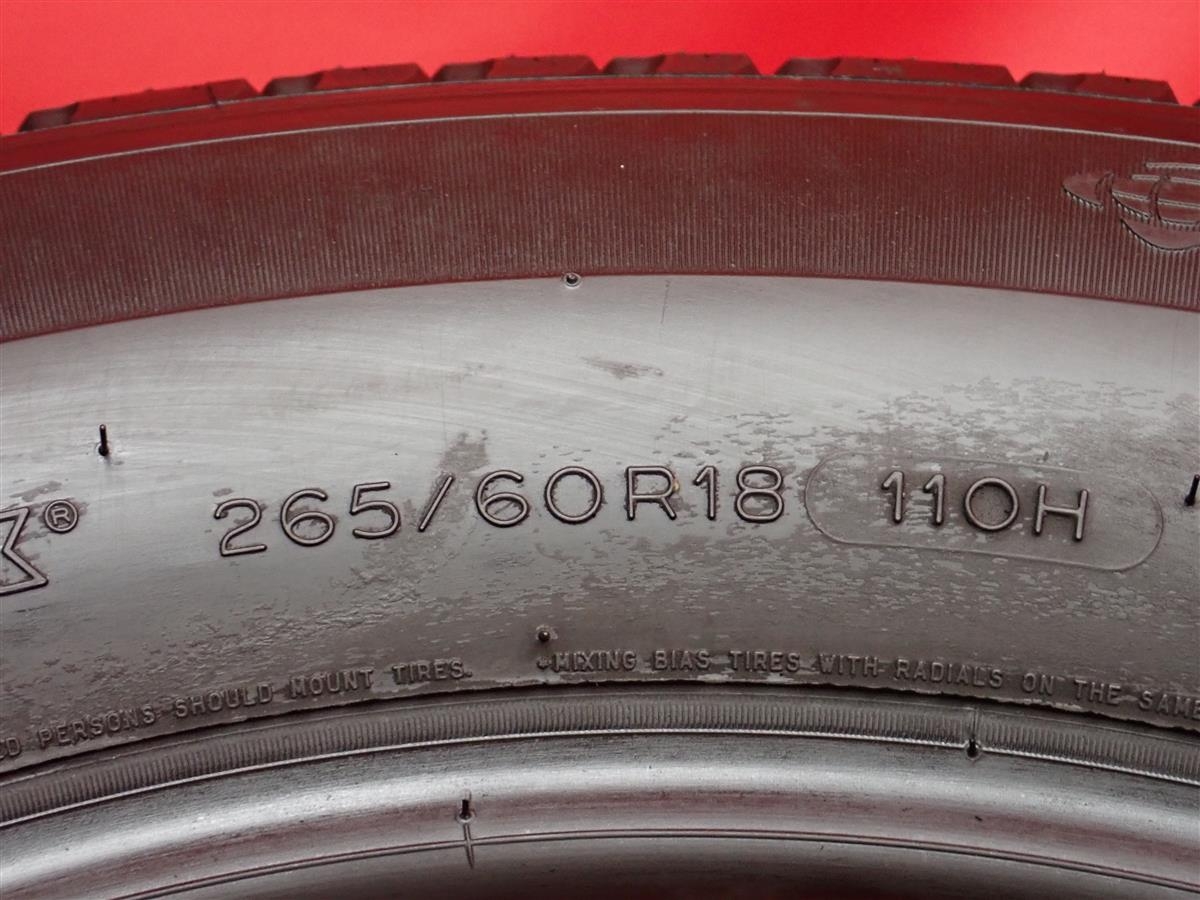 ® 265/60R18 110H
PERSONS SHOULD MOUNT TIRES. *MIXING BIAS TIRES WITH RADIALS ON THE SAME